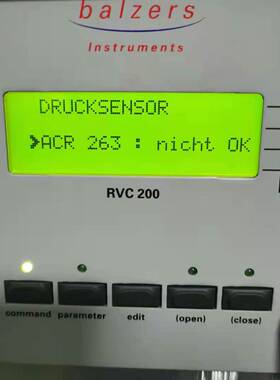 balzers
Instruments
DRUCKSENSOR
>ACR 263 : nicht OK
RVC 200
command parameter edit (open) (close)